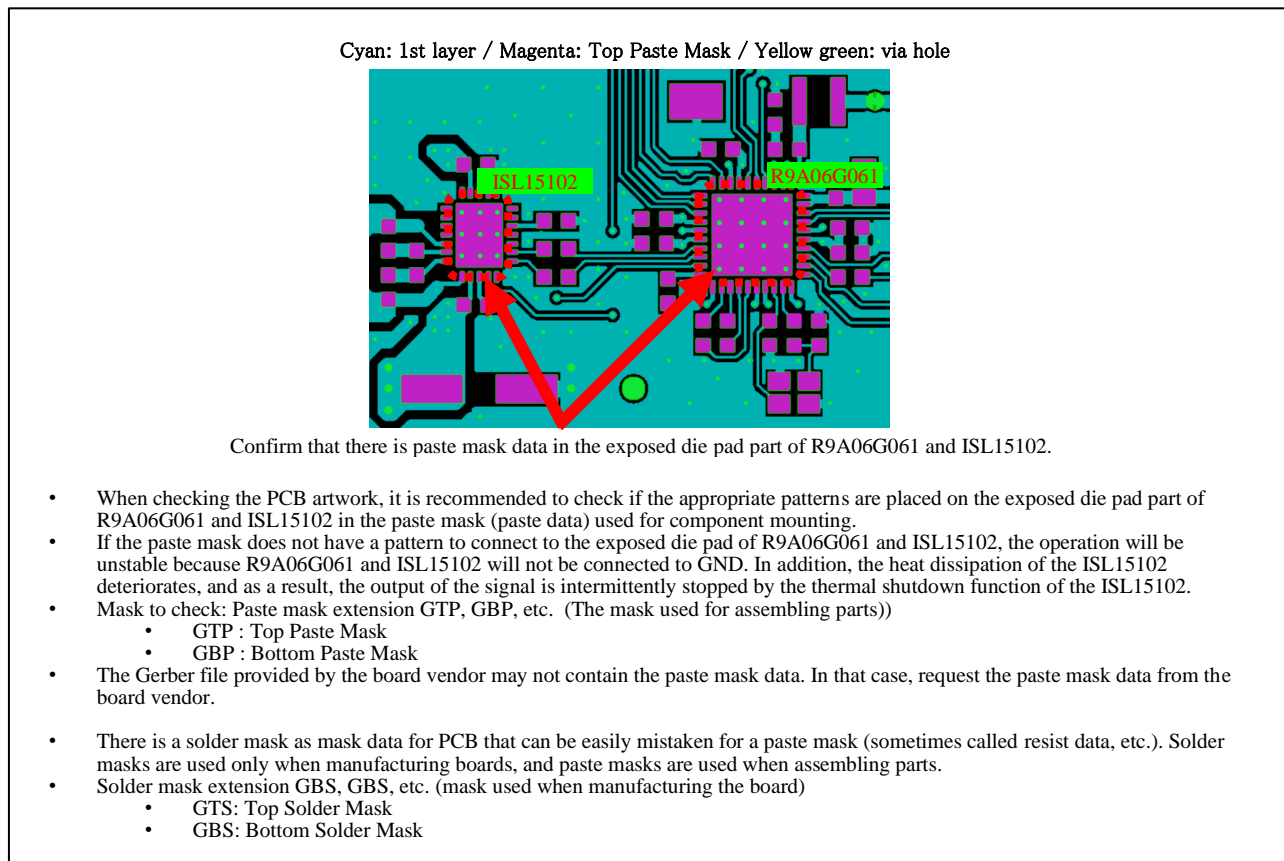 Cyan: 1st layer / Magenta: Top Paste Mask / Yellow green: via hole
ISL15102
R9A06G061
Confirm that there is paste mask data in the exposed die pad part of R9A06G061 and ISL15102.
• When checking the PCB artwork, it is recommended to check if the appropriate patterns are placed on the exposed die pad part of
R9A06G061 and ISL15102 in the paste mask (paste data) used for component mounting.
• If the paste mask does not have a pattern to connect to the exposed die pad of R9A06G061 and ISL15102, the operation will be
unstable because R9A06G061 and ISL15102 will not be connected to GND. In addition, the heat dissipation of the ISL15102
deteriorates, and as a result, the output of the signal is intermittently stopped by the thermal shutdown function of the ISL15102.
• Mask to check: Paste mask extension GTP, GBP, etc. (The mask used for assembling parts))
• GTP : Top Paste Mask
• GBP : Bottom Paste Mask
• The Gerber file provided by the board vendor may not contain the paste mask data. In that case, request the paste mask data from the
board vendor.
• There is a solder mask as mask data for PCB that can be easily mistaken for a paste mask (sometimes called resist data, etc.). Solder
masks are used only when manufacturing boards, and paste masks are used when assembling parts.
• Solder mask extension GBS, GBS, etc. (mask used when manufacturing the board)
• GTS: Top Solder Mask
• GBS: Bottom Solder Mask